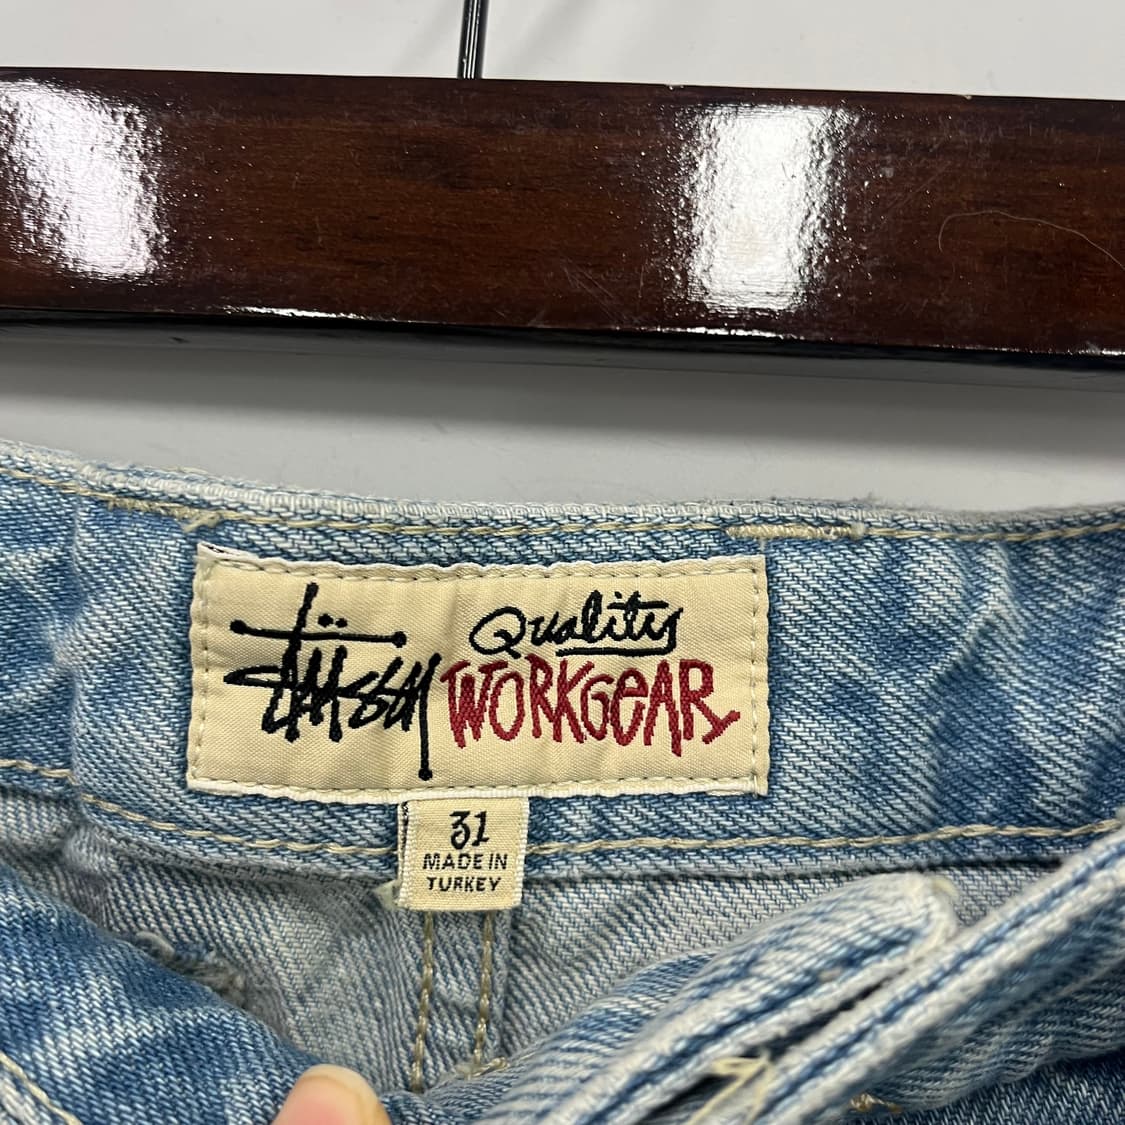 Stüssy Quality
WORKGEAR
31
MADE IN
TURKEY